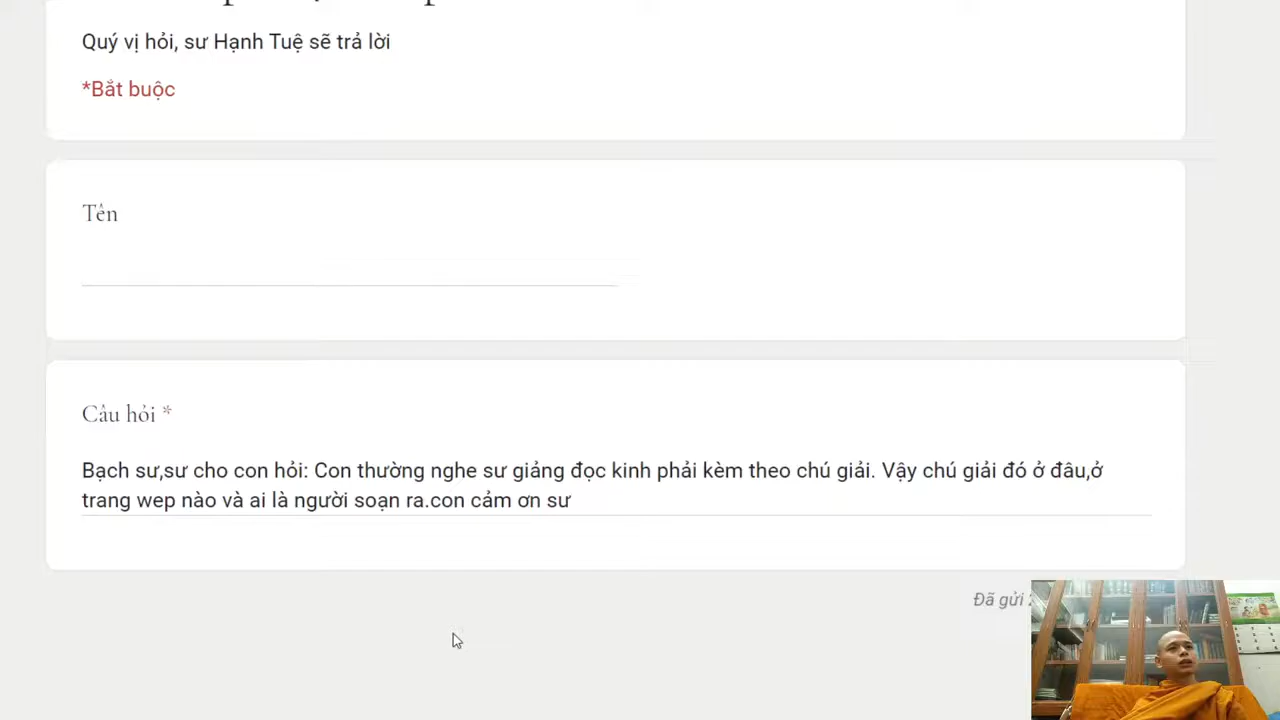 Quý vị hỏi, sư Hạnh Tuệ sẽ trả lời
*Bắt buộc
Tên
Câu hỏi *
Bạch sư,sư cho con hỏi: Con thường nghe sư giảng đọc kinh phải kèm theo chú giải. Vậy chú giải đó ở đâu,ở
trang wep nào và ai là người soạn ra.con cảm ơn sư
Đã gửi